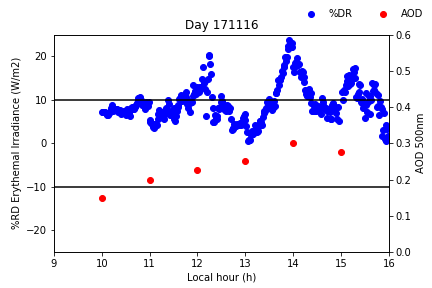 %DR AOD
Day 171116
20
10
0
−10
−20
%RD Erythemal Irradiance (W/m2)
0.6
0.5
0.4
0.3
0.2
0.1
0.0
AOD 500nm
9 10 11 12 13 14 15 16
Local hour (h)